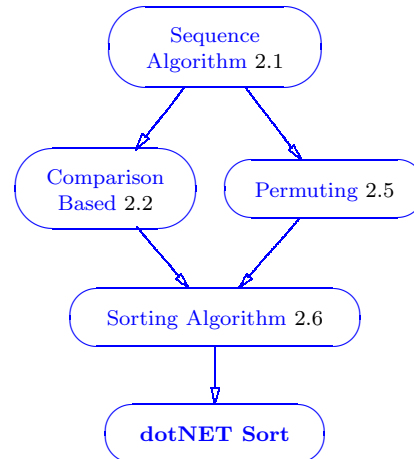 Sequence
Algorithm 2.1
Comparison
Based 2.2
Permuting 2.5
Sorting Algorithm 2.6
dotNET Sort